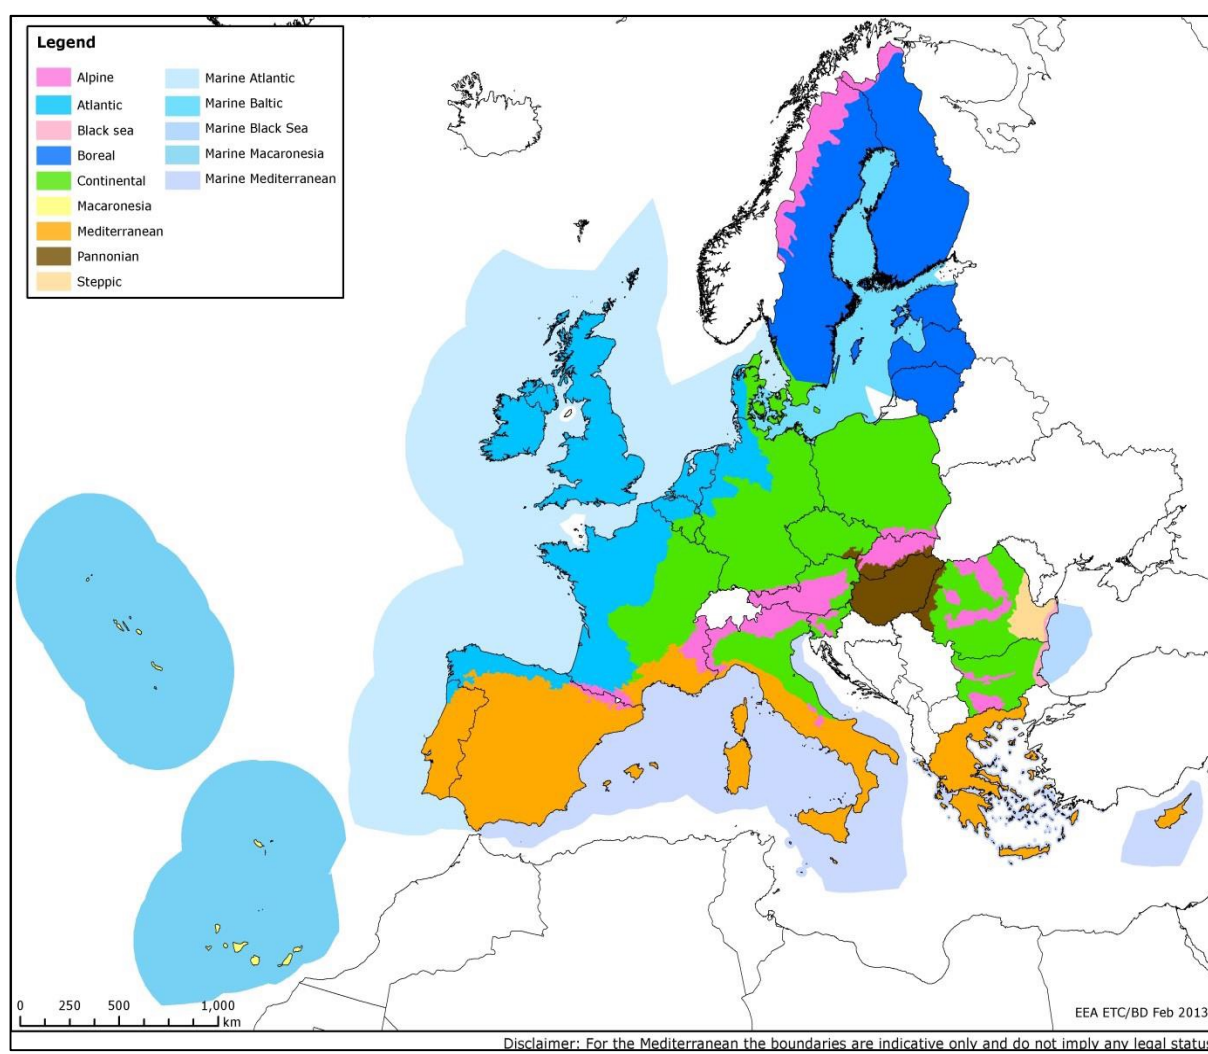 Legend
Alpine
Atlantic
Black sea
Boreal
Continental
Macaronesia
Mediterranean
Pannonian
Steppic
Marine Atlantic
Marine Baltic
Marine Black Sea
Marine Macaronesia
Marine Mediterranean
0 250 500 1,000
km
EEA ETC/BD Feb 2013
Disclaimer: For the Mediterranean the boundaries are indicative only and do not imply any legal status